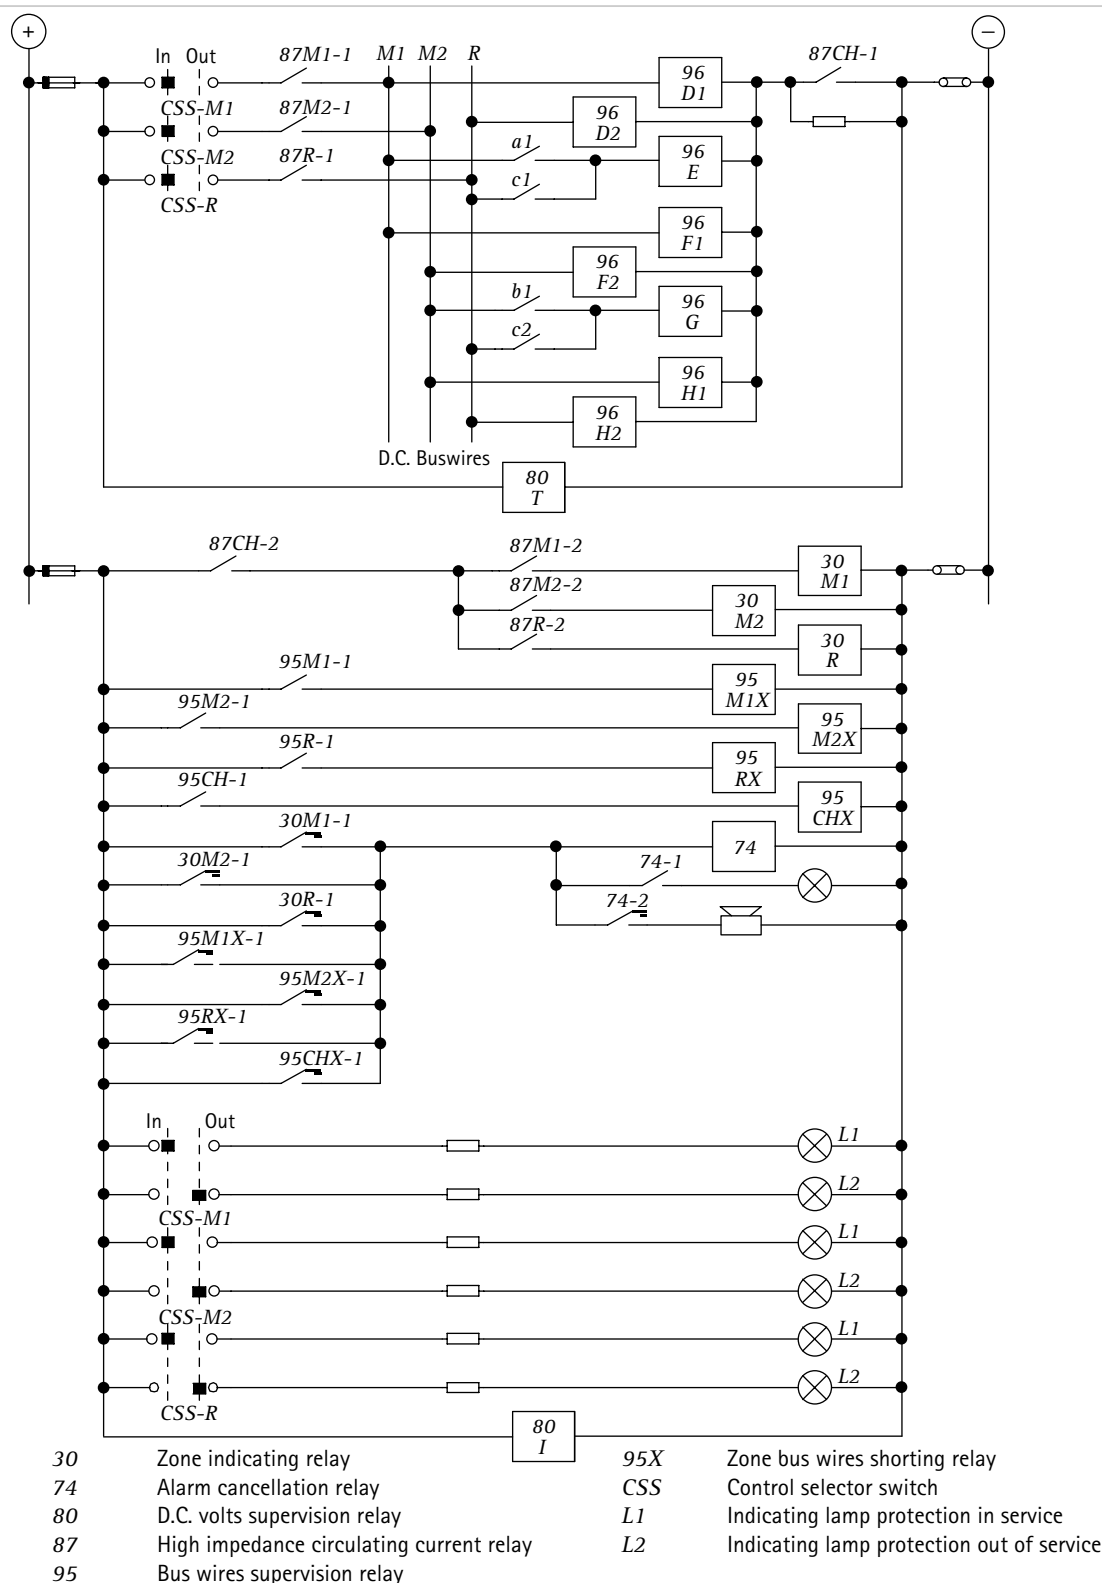 +
−
In Out 87M1-1 M1 M2 R 87CH-1
96
D1
CSS-M1
87M2-1
96
D2
CSS-M2
87R-1
a1
96
E
c1
CSS-R
96
F1
96
F2
b1
96
G
c2
96
H1
96
H2
D.C. Buswires
80
T
87CH-2
87M1-2
30
M1
87M2-2
30
M2
87R-2
30
R
95M1-1
95
M1X
95M2-1
95
M2X
95R-1
95
RX
95CH-1
95
CHX
30M1-1
74
30M2-1
74-1
30R-1
74-2
95M1X-1
95M2X-1
95RX-1
95CHX-1
In Out
L1
L2
CSS-M1
L1
L2
CSS-M2
L1
L2
CSS-R
80
I
30 Zone indicating relay
74 Alarm cancellation relay
80 D.C. volts supervision relay
87 High impedance circulating current relay
95 Bus wires supervision relay
95X Zone bus wires shorting relay
CSS Control selector switch
L1 Indicating lamp protection in service
L2 Indicating lamp protection out of service